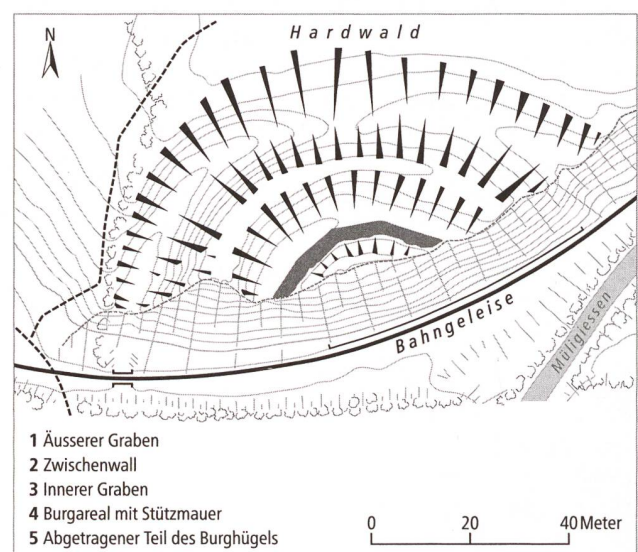 N
Hardwald
Bahngeleise
Müligiessen
1 Äusserer Graben
2 Zwischenwall
3 Innerer Graben
4 Burgareal mit Stützmauer
5 Abgetragener Teil des Burghügels
0 20 40 Meter